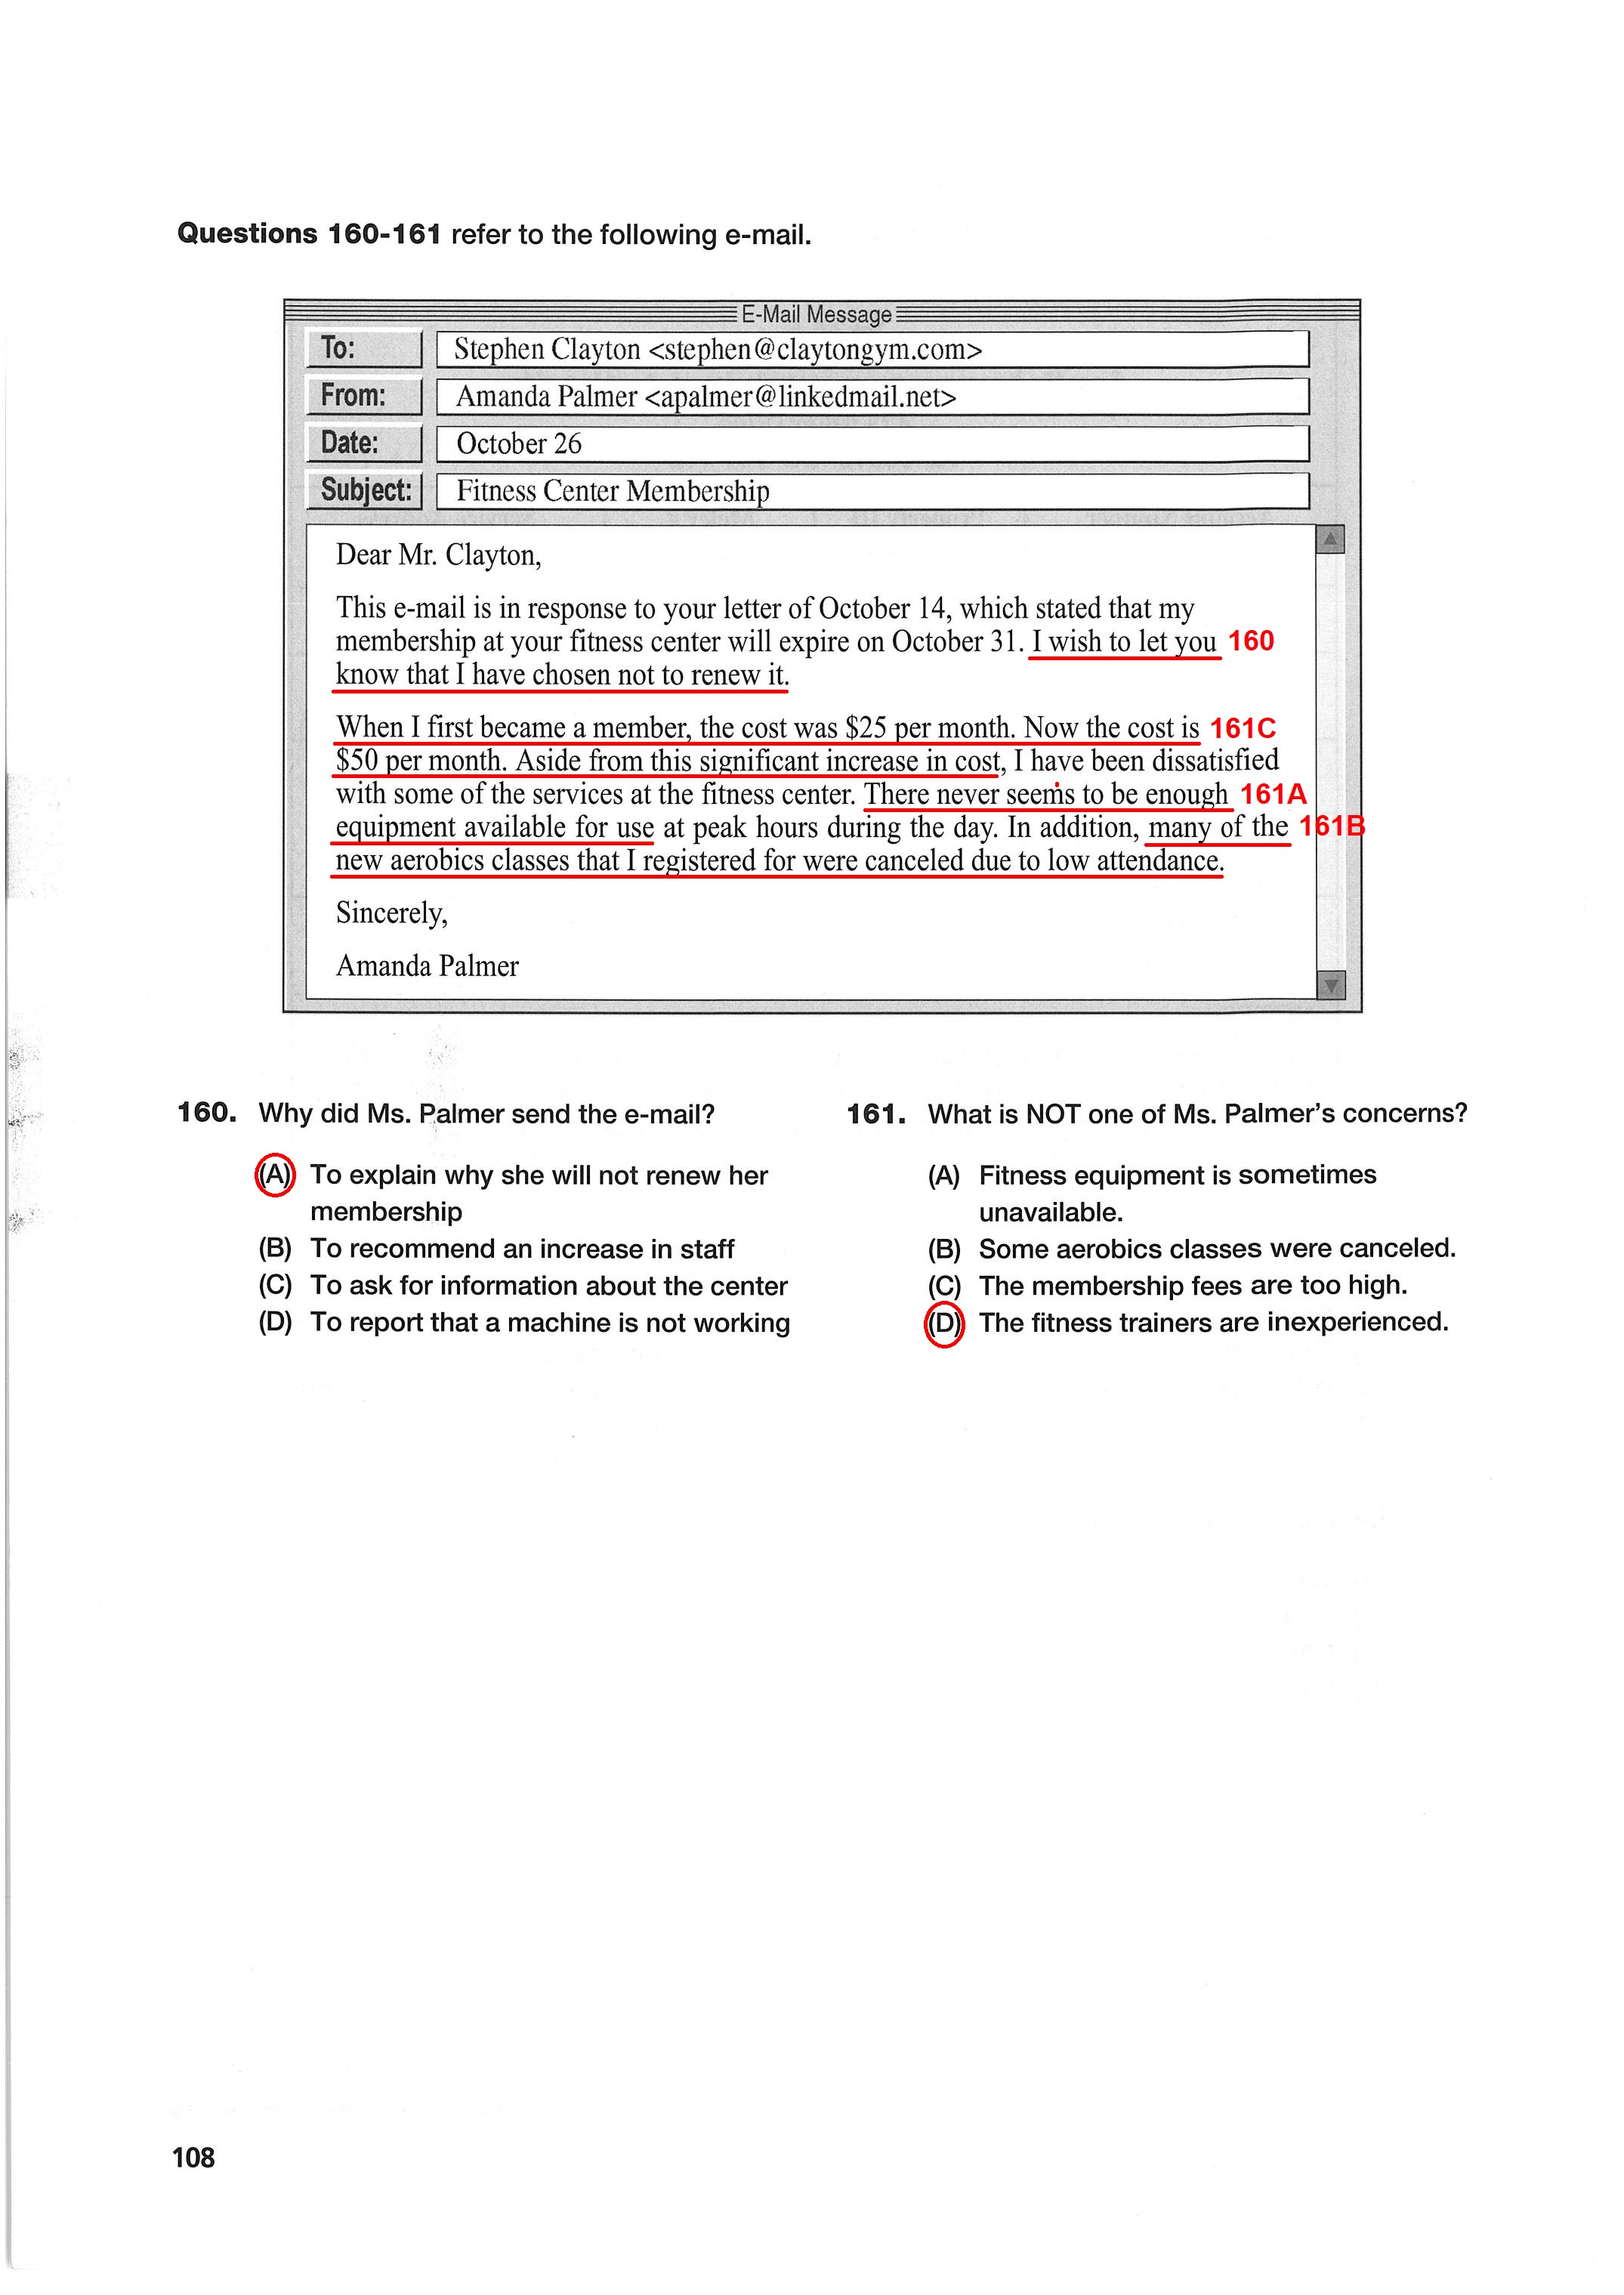 Questions 160-161 refer to the following e-mail.
E-Mail Message
To: Stephen Clayton <stephen@claytongym.com>
From: Amanda Palmer <apalmer@linkedmail.net>
Date: October 26
Subject: Fitness Center Membership
Dear Mr. Clayton,
This e-mail is in response to your letter of October 14, which stated that my
membership at your fitness center will expire on October 31. I wish to let you 160
know that I have chosen not to renew it.
When I first became a member, the cost was $25 per month. Now the cost is 161C
$50 per month. Aside from this significant increase in cost, I have been dissatisfied
with some of the services at the fitness center. There never seems to be enough 161A
equipment available for use at peak hours during the day. In addition, many of the 161B
new aerobics classes that I registered for were canceled due to low attendance.
Sincerely,
Amanda Palmer
160. Why did Ms. Palmer send the e-mail?
(A) To explain why she will not renew her
membership
(B) To recommend an increase in staff
(C) To ask for information about the center
(D) To report that a machine is not working
161. What is NOT one of Ms. Palmer's concerns?
(A) Fitness equipment is sometimes
unavailable.
(B) Some aerobics classes were canceled.
(C) The membership fees are too high.
(D) The fitness trainers are inexperienced.
108